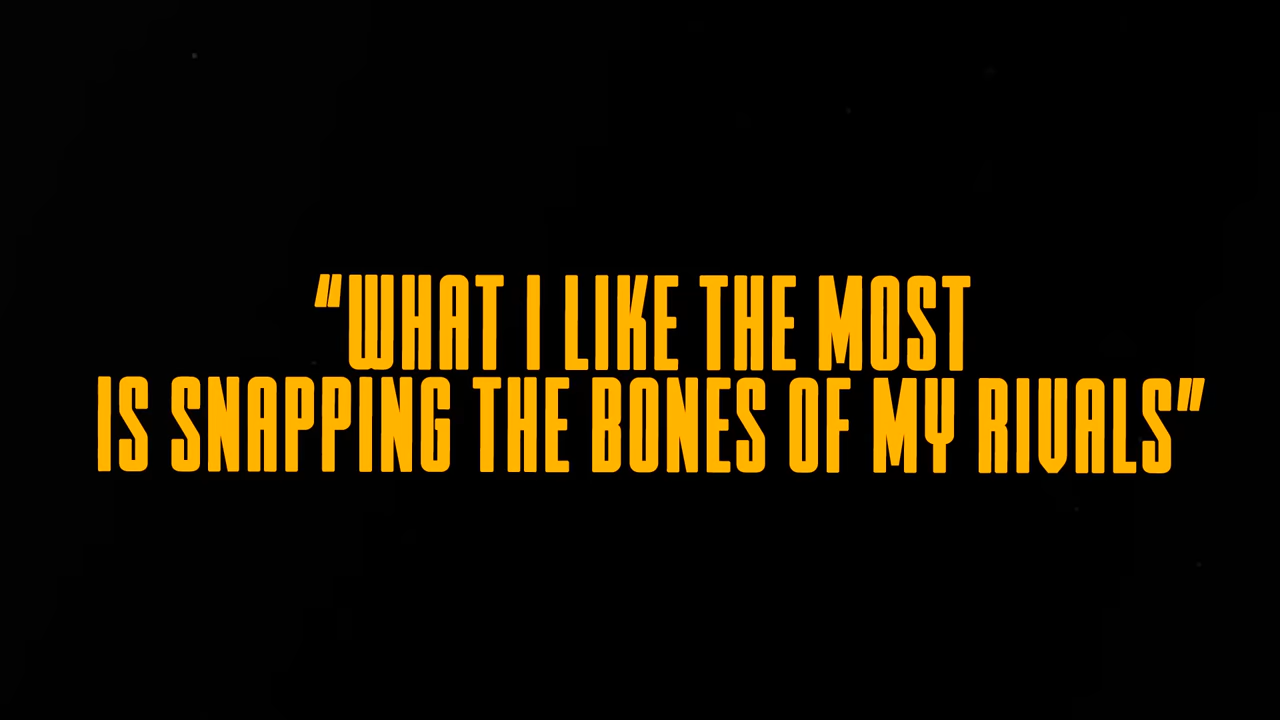 “WHAT I LIKE THE MOST
IS SNAPPING THE BONES OF MY RIVALS”